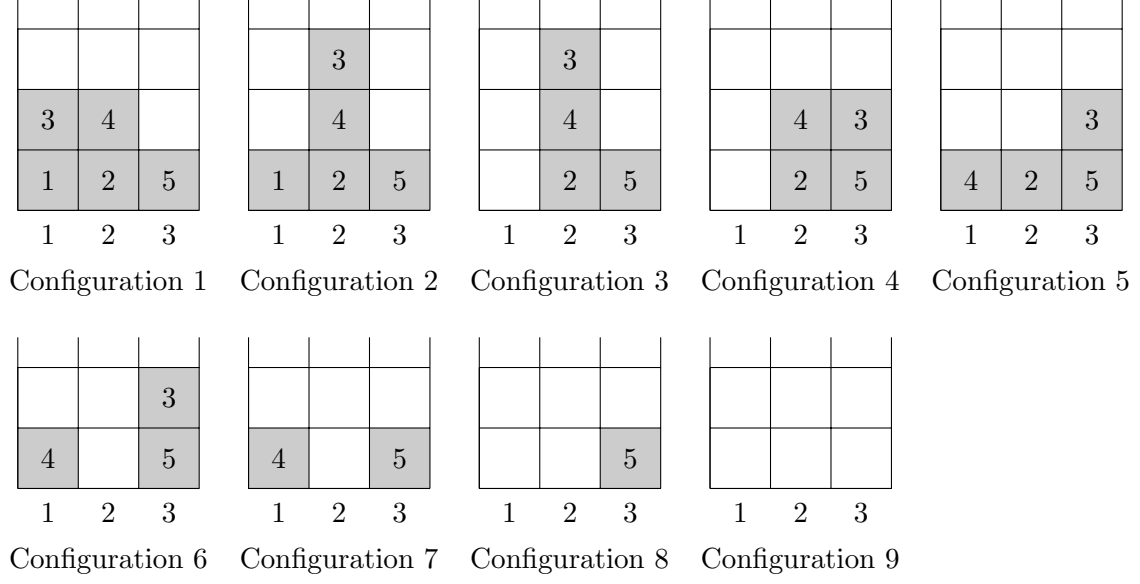 3
3
3 4
4
4
4 3
3
1 2 5
1 2 5
2 5
2 5
4 2 5
1 2 3
1 2 3
1 2 3
1 2 3
1 2 3
Configuration 1
Configuration 2
Configuration 3
Configuration 4
Configuration 5
3
4 5
4 5
5
1 2 3
1 2 3
1 2 3
1 2 3
Configuration 6
Configuration 7
Configuration 8
Configuration 9